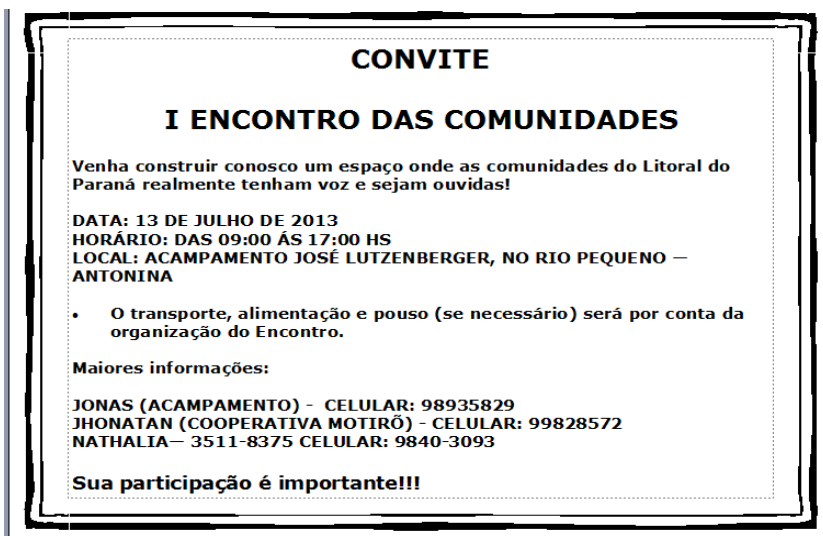 CONVITE
I ENCONTRO DAS COMUNIDADES
Venha construir conosco um espaço onde as comunidades do Litoral do
Paraná realmente tenham voz e sejam ouvidas!
DATA: 13 DE JULHO DE 2013
HORÁRIO: DAS 09:00 ÁS 17:00 HS
LOCAL: ACAMPAMENTO JOSÉ LUTZENBERGER, NO RIO PEQUENO —
ANTONINA
• O transporte, alimentação e pouso (se necessário) será por conta da
organização do Encontro.
Maiores informações:
JONAS (ACAMPAMENTO) - CELULAR: 98935829
JHONATAN (COOPERATIVA MOTIRÕ) - CELULAR: 99828572
NATHALIA— 3511-8375 CELULAR: 9840-3093
Sua participação é importante!!!